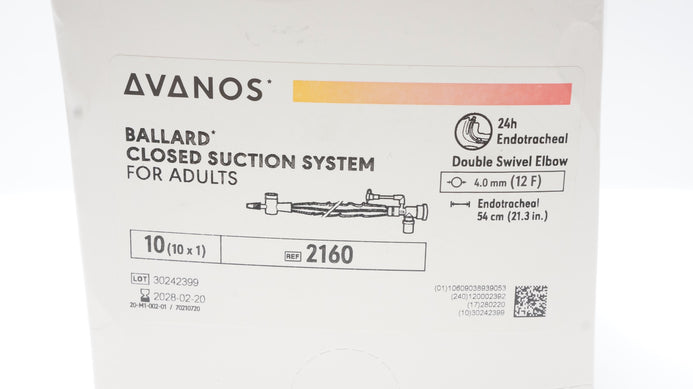 AVANOS*
BALLARD*
CLOSED SUCTION SYSTEM
FOR ADULTS
24h
Endotracheal
Double Swivel Elbow
4.0 mm (12 F)
Endotracheal
54 cm (21.3 in.)
10 (10 x 1)
REF 2160
LOT 30242399
2028-02-20
20-M1-002-01 / 70210720
(01)10609038939053
(240)120002392
(17)280220
(10)30242399